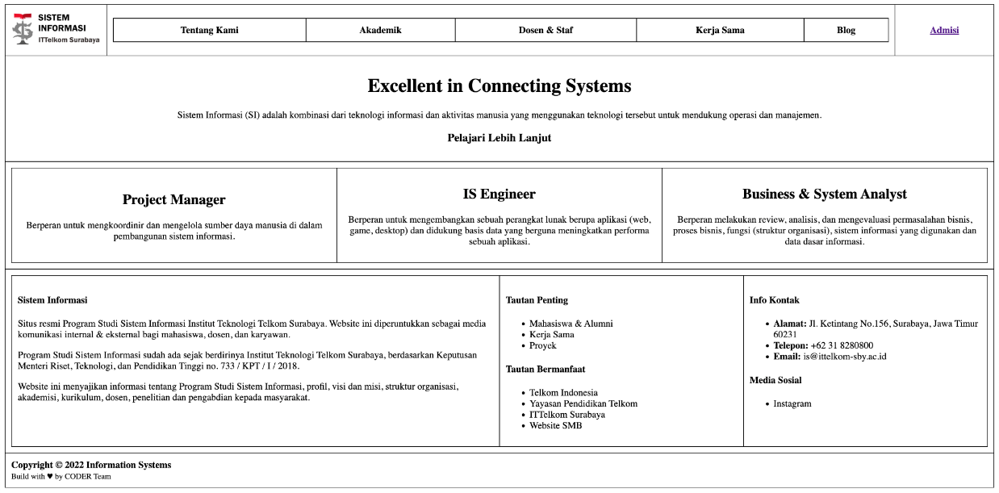 SISTEM
INFORMASI
ITTelkom Surabaya
Tentang Kami
Akademik
Dosen & Staf
Kerja Sama
Blog
Admisi
Excellent in Connecting Systems
Sistem Informasi (SI) adalah kombinasi dari teknologi informasi dan aktivitas manusia yang menggunakan teknologi tersebut untuk mendukung operasi dan manajemen.
Pelajari Lebih Lanjut
Project Manager
Berperan untuk mengkoordinir dan mengelola sumber daya manusia di dalam
pembangunan sistem informasi.
IS Engineer
Berperan untuk mengembangkan sebuah perangkat lunak berupa aplikasi (web,
game, desktop) dan didukung basis data yang berguna meningkatkan performa
sebuah aplikasi.
Business & System Analyst
Berperan melakukan review, analisis, dan mengevaluasi permasalahan bisnis,
proses bisnis, fungsi (struktur organisasi), sistem informasi yang digunakan dan
data dasar informasi.
Sistem Informasi
Situs resmi Program Studi Sistem Informasi Institut Teknologi Telkom Surabaya. Website ini diperuntukkan sebagai media
komunikasi internal & eksternal bagi mahasiswa, dosen, dan karyawan.
Program Studi Sistem Informasi sudah ada sejak berdirinya Institut Teknologi Telkom Surabaya, berdasarkan Keputusan
Menteri Riset, Teknologi, dan Pendidikan Tinggi no. 733 / KPT / I / 2018.
Website ini menyajikan informasi tentang Program Studi Sistem Informasi, profil, visi dan misi, struktur organisasi,
akademisi, kurikulum, dosen, penelitian dan pengabdian kepada masyarakat.
Tautan Penting
• Mahasiswa & Alumni
• Kerja Sama
• Proyek
Tautan Bermanfaat
• Telkom Indonesia
• Yayasan Pendidikan Telkom
• ITTelkom Surabaya
• Website SMB
Info Kontak
• Alamat: Jl. Ketintang No.156, Surabaya, Jawa Timur
60231
• Telepon: +62 31 8280800
• Email: is@ittelkom-sby.ac.id
Media Sosial
• Instagram
Copyright © 2022 Information Systems
Build with ♥ by CODER Team